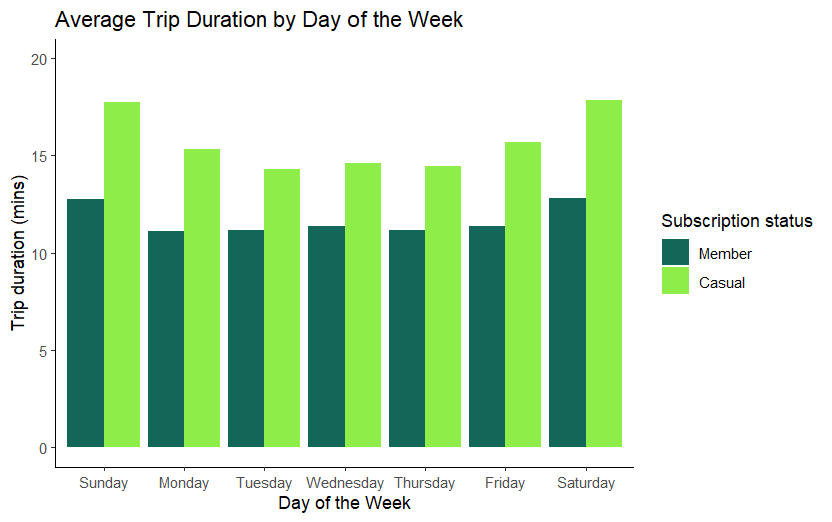 Average Trip Duration by Day of the Week
Trip duration (mins)
20
15
10
5
0
Sunday Monday Tuesday Wednesday Thursday Friday Saturday
Day of the Week
Subscription status
Member
Casual